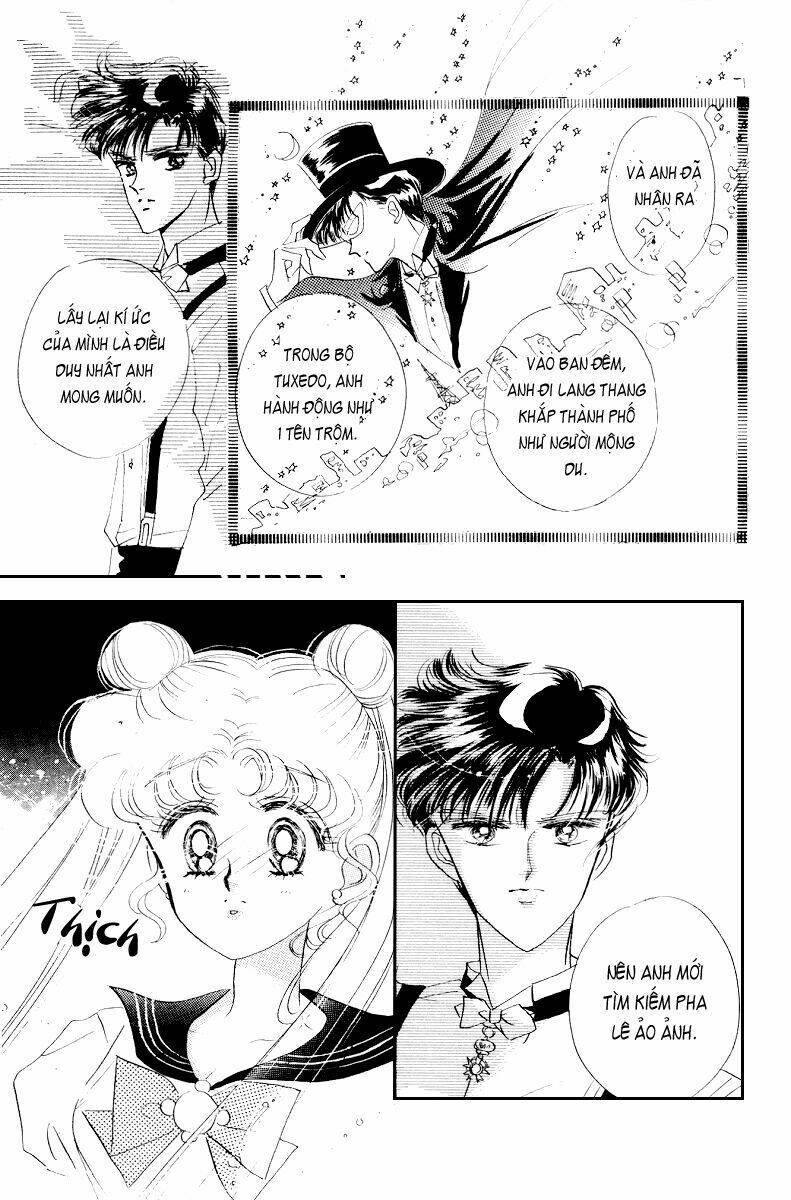 VÀ ANH ĐÃ
NHẬN RA
VÀO BAN ĐÊM,
ANH ĐI LANG THANG
KHẮP THÀNH PHỐ
NHƯ NGƯỜI MỘNG
DU.
TRONG BỘ
TUXEDO, ANH
HÀNH ĐỘNG NHƯ
1 TÊN TRỘM.
LẤY LẠI KÍ ỨC
CỦA MÌNH LÀ ĐIỀU
DUY NHẤT ANH
MONG MUỐN.
NÊN ANH MỚI
TÌM KIẾM PHA
LÊ ẢO ẢNH.
Thịch